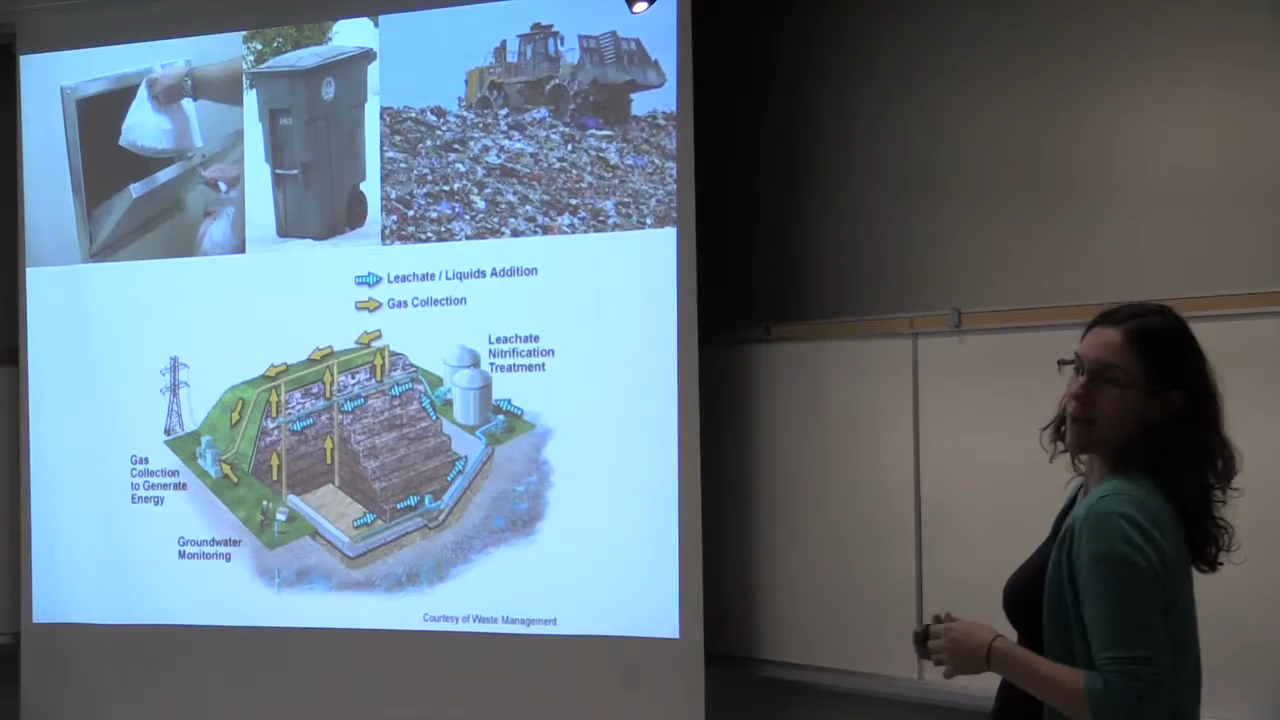 Leachate / Liquids Addition
Gas Collection
Leachate
Nitrification
Treatment
Gas
Collection
to Generate
Energy
Groundwater
Monitoring
Courtesy of Waste Management